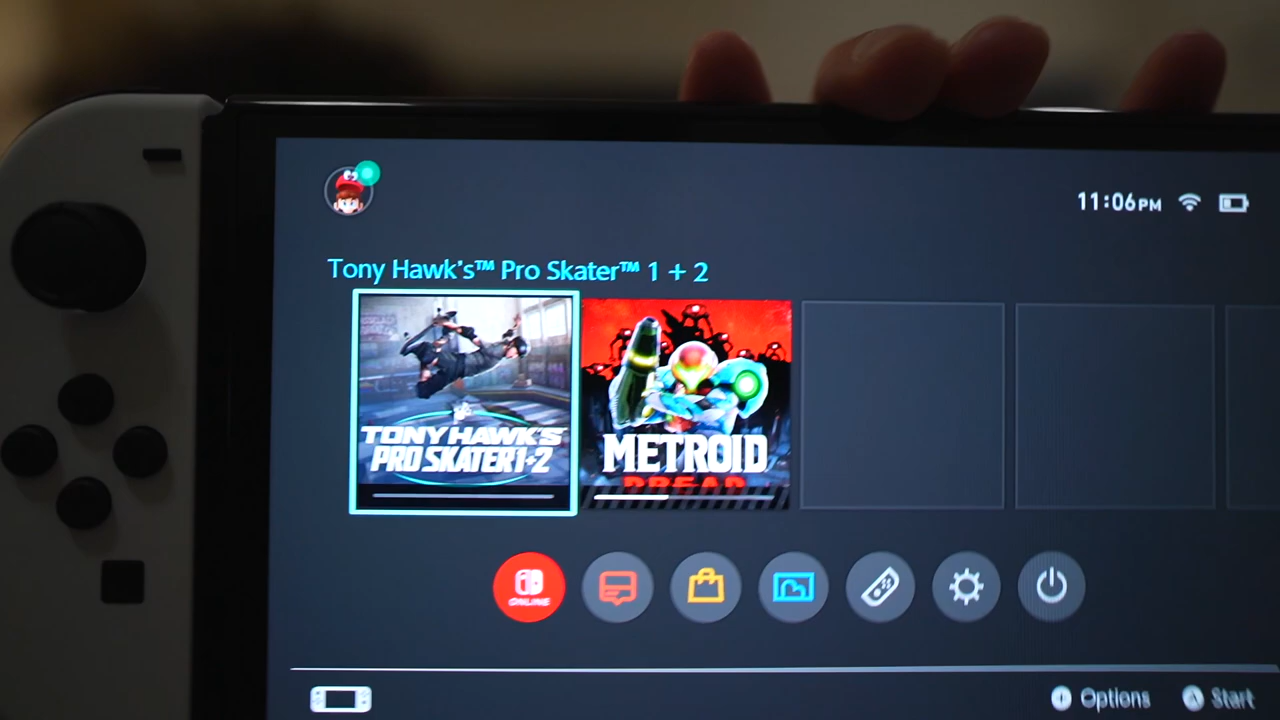 11:06PM
Tony Hawk's™ Pro Skater™ 1 + 2
TONY HAWK'S
PRO SKATER 1+2
METROID
DREAD
ONLINE
Options
A Start